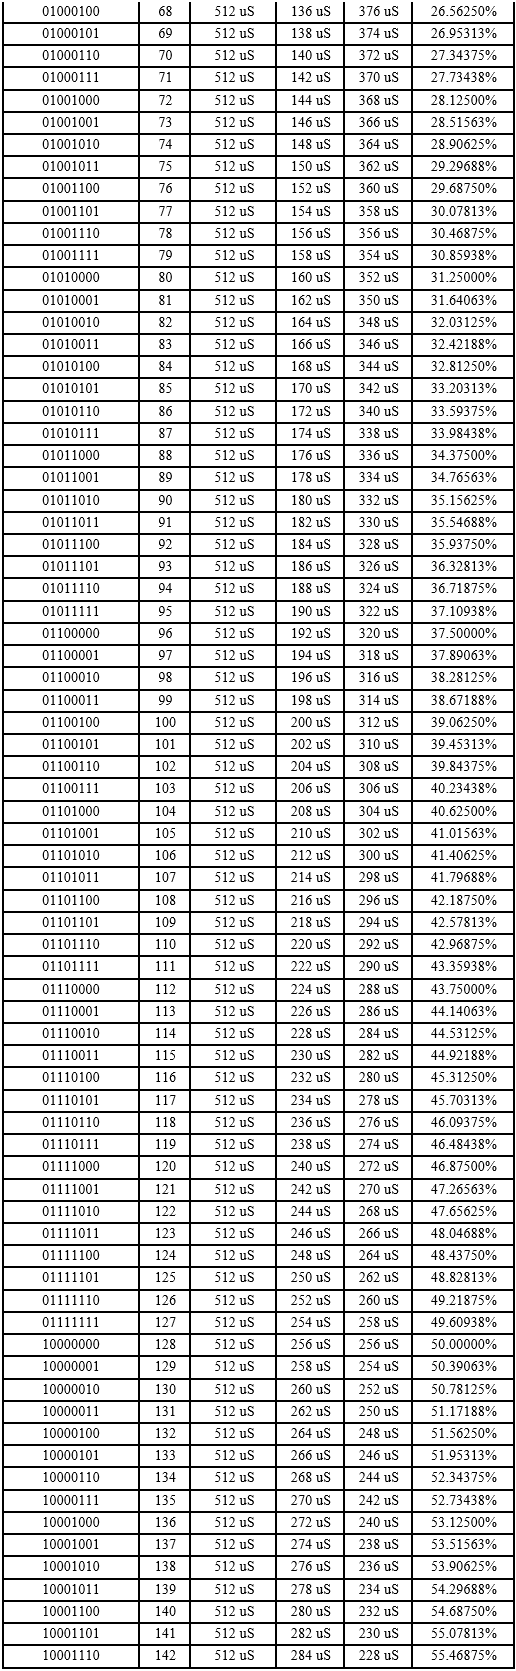 01000100 68 512 uS 136 uS 376 uS 26.56250%
01000101 69 512 uS 138 uS 374 uS 26.95313%
01000110 70 512 uS 140 uS 372 uS 27.34375%
01000111 71 512 uS 142 uS 370 uS 27.73438%
01001000 72 512 uS 144 uS 368 uS 28.12500%
01001001 73 512 uS 146 uS 366 uS 28.51563%
01001010 74 512 uS 148 uS 364 uS 28.90625%
01001011 75 512 uS 150 uS 362 uS 29.29688%
01001100 76 512 uS 152 uS 360 uS 29.68750%
01001101 77 512 uS 154 uS 358 uS 30.07813%
01001110 78 512 uS 156 uS 356 uS 30.46875%
01001111 79 512 uS 158 uS 354 uS 30.85938%
01010000 80 512 uS 160 uS 352 uS 31.25000%
01010001 81 512 uS 162 uS 350 uS 31.64063%
01010010 82 512 uS 164 uS 348 uS 32.03125%
01010011 83 512 uS 166 uS 346 uS 32.42188%
01010100 84 512 uS 168 uS 344 uS 32.81250%
01010101 85 512 uS 170 uS 342 uS 33.20313%
01010110 86 512 uS 172 uS 340 uS 33.59375%
01010111 87 512 uS 174 uS 338 uS 33.98438%
01011000 88 512 uS 176 uS 336 uS 34.37500%
01011001 89 512 uS 178 uS 334 uS 34.76563%
01011010 90 512 uS 180 uS 332 uS 35.15625%
01011011 91 512 uS 182 uS 330 uS 35.54688%
01011100 92 512 uS 184 uS 328 uS 35.93750%
01011101 93 512 uS 186 uS 326 uS 36.32813%
01011110 94 512 uS 188 uS 324 uS 36.71875%
01011111 95 512 uS 190 uS 322 uS 37.10938%
01100000 96 512 uS 192 uS 320 uS 37.50000%
01100001 97 512 uS 194 uS 318 uS 37.89063%
01100010 98 512 uS 196 uS 316 uS 38.28125%
01100011 99 512 uS 198 uS 314 uS 38.67188%
01100100 100 512 uS 200 uS 312 uS 39.06250%
01100101 101 512 uS 202 uS 310 uS 39.45313%
01100110 102 512 uS 204 uS 308 uS 39.84375%
01100111 103 512 uS 206 uS 306 uS 40.23438%
01101000 104 512 uS 208 uS 304 uS 40.62500%
01101001 105 512 uS 210 uS 302 uS 41.01563%
01101010 106 512 uS 212 uS 300 uS 41.40625%
01101011 107 512 uS 214 uS 298 uS 41.79688%
01101100 108 512 uS 216 uS 296 uS 42.18750%
01101101 109 512 uS 218 uS 294 uS 42.57813%
01101110 110 512 uS 220 uS 292 uS 42.96875%
01101111 111 512 uS 222 uS 290 uS 43.35938%
01110000 112 512 uS 224 uS 288 uS 43.75000%
01110001 113 512 uS 226 uS 286 uS 44.14063%
01110010 114 512 uS 228 uS 284 uS 44.53125%
01110011 115 512 uS 230 uS 282 uS 44.92188%
01110100 116 512 uS 232 uS 280 uS 45.31250%
01110101 117 512 uS 234 uS 278 uS 45.70313%
01110110 118 512 uS 236 uS 276 uS 46.09375%
01110111 119 512 uS 238 uS 274 uS 46.48438%
01111000 120 512 uS 240 uS 272 uS 46.87500%
01111001 121 512 uS 242 uS 270 uS 47.26563%
01111010 122 512 uS 244 uS 268 uS 47.65625%
01111011 123 512 uS 246 uS 266 uS 48.04688%
01111100 124 512 uS 248 uS 264 uS 48.43750%
01111101 125 512 uS 250 uS 262 uS 48.82813%
01111110 126 512 uS 252 uS 260 uS 49.21875%
01111111 127 512 uS 254 uS 258 uS 49.60938%
10000000 128 512 uS 256 uS 256 uS 50.00000%
10000001 129 512 uS 258 uS 254 uS 50.39063%
10000010 130 512 uS 260 uS 252 uS 50.78125%
10000011 131 512 uS 262 uS 250 uS 51.17188%
10000100 132 512 uS 264 uS 248 uS 51.56250%
10000101 133 512 uS 266 uS 246 uS 51.95313%
10000110 134 512 uS 268 uS 244 uS 52.34375%
10000111 135 512 uS 270 uS 242 uS 52.73438%
10001000 136 512 uS 272 uS 240 uS 53.12500%
10001001 137 512 uS 274 uS 238 uS 53.51563%
10001010 138 512 uS 276 uS 236 uS 53.90625%
10001011 139 512 uS 278 uS 234 uS 54.29688%
10001100 140 512 uS 280 uS 232 uS 54.68750%
10001101 141 512 uS 282 uS 230 uS 55.07813%
10001110 142 512 uS 284 uS 228 uS 55.46875%